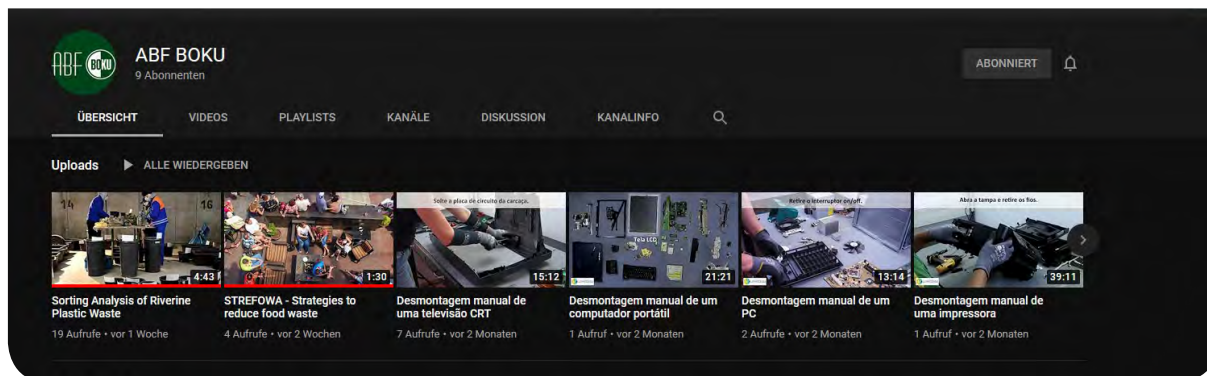 ABF BOKU
ABF BOKU
9 Abonnenten
ABONNIERT
ÜBERSICHT VIDEOS PLAYLISTS KANÄLE DISKUSSION KANALINFO
Uploads ALLE WIEDERGEBEN
14 16
4:43
1:30
Solte a placa de circuito da carcaça.
15:12
Tela LCD
21:21
Retire o interruptor on/off.
13:14
Abra a tampa e retire os fios.
39:11
Sorting Analysis of Riverine
Plastic Waste
19 Aufrufe • vor 1 Woche
STREFOWA - Strategies to
reduce food waste
4 Aufrufe • vor 2 Wochen
Desmontagem manual de
uma televisão CRT
7 Aufrufe • vor 2 Monaten
Desmontagem manual de um
computador portátil
1 Aufruf • vor 2 Monaten
Desmontagem manual de um
PC
2 Aufrufe • vor 2 Monaten
Desmontagem manual de
uma impressora
1 Aufruf • vor 2 Monaten